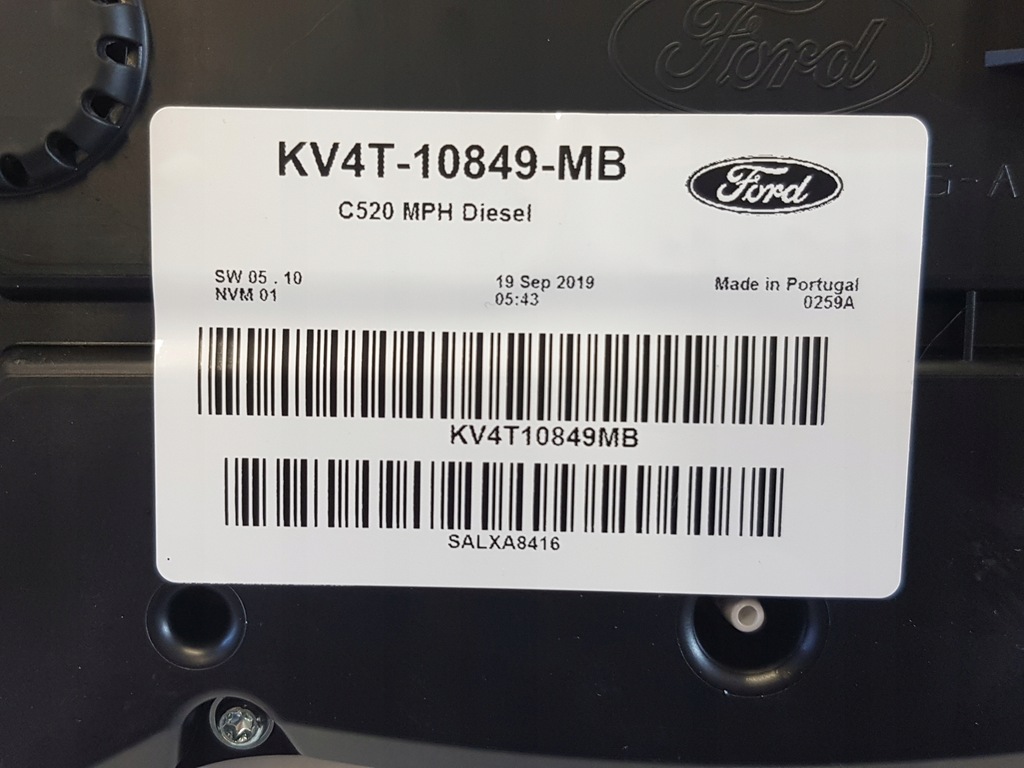 Ford
G-A
KV4T-10849-MB
Ford
C520 MPH Diesel
SW 05 . 10
NVM 01
19 Sep 2019
05:43
Made in Portugal
0259A
KV4T10849MB
SALXA8416